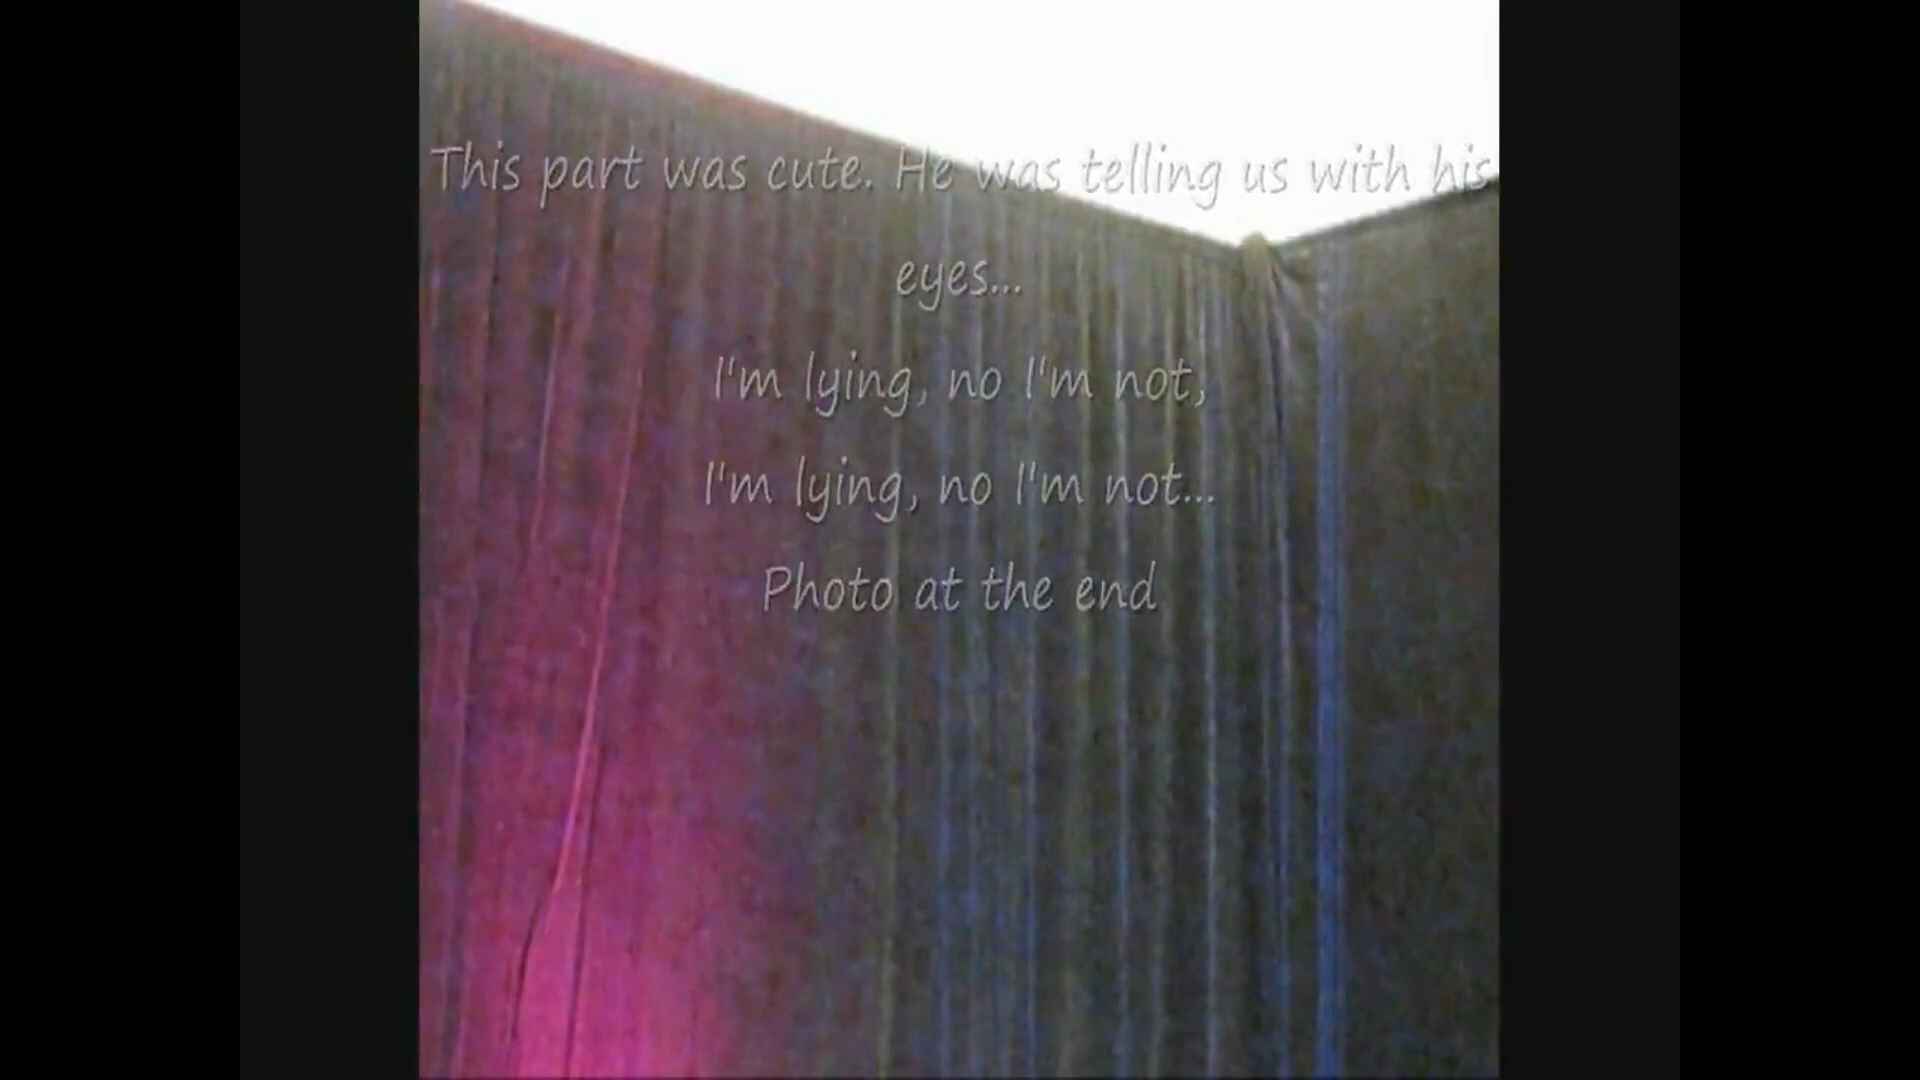 This part was cute. He was telling us with his
eyes...
I'm lying, no I'm not,
I'm lying, no I'm not...
Photo at the end